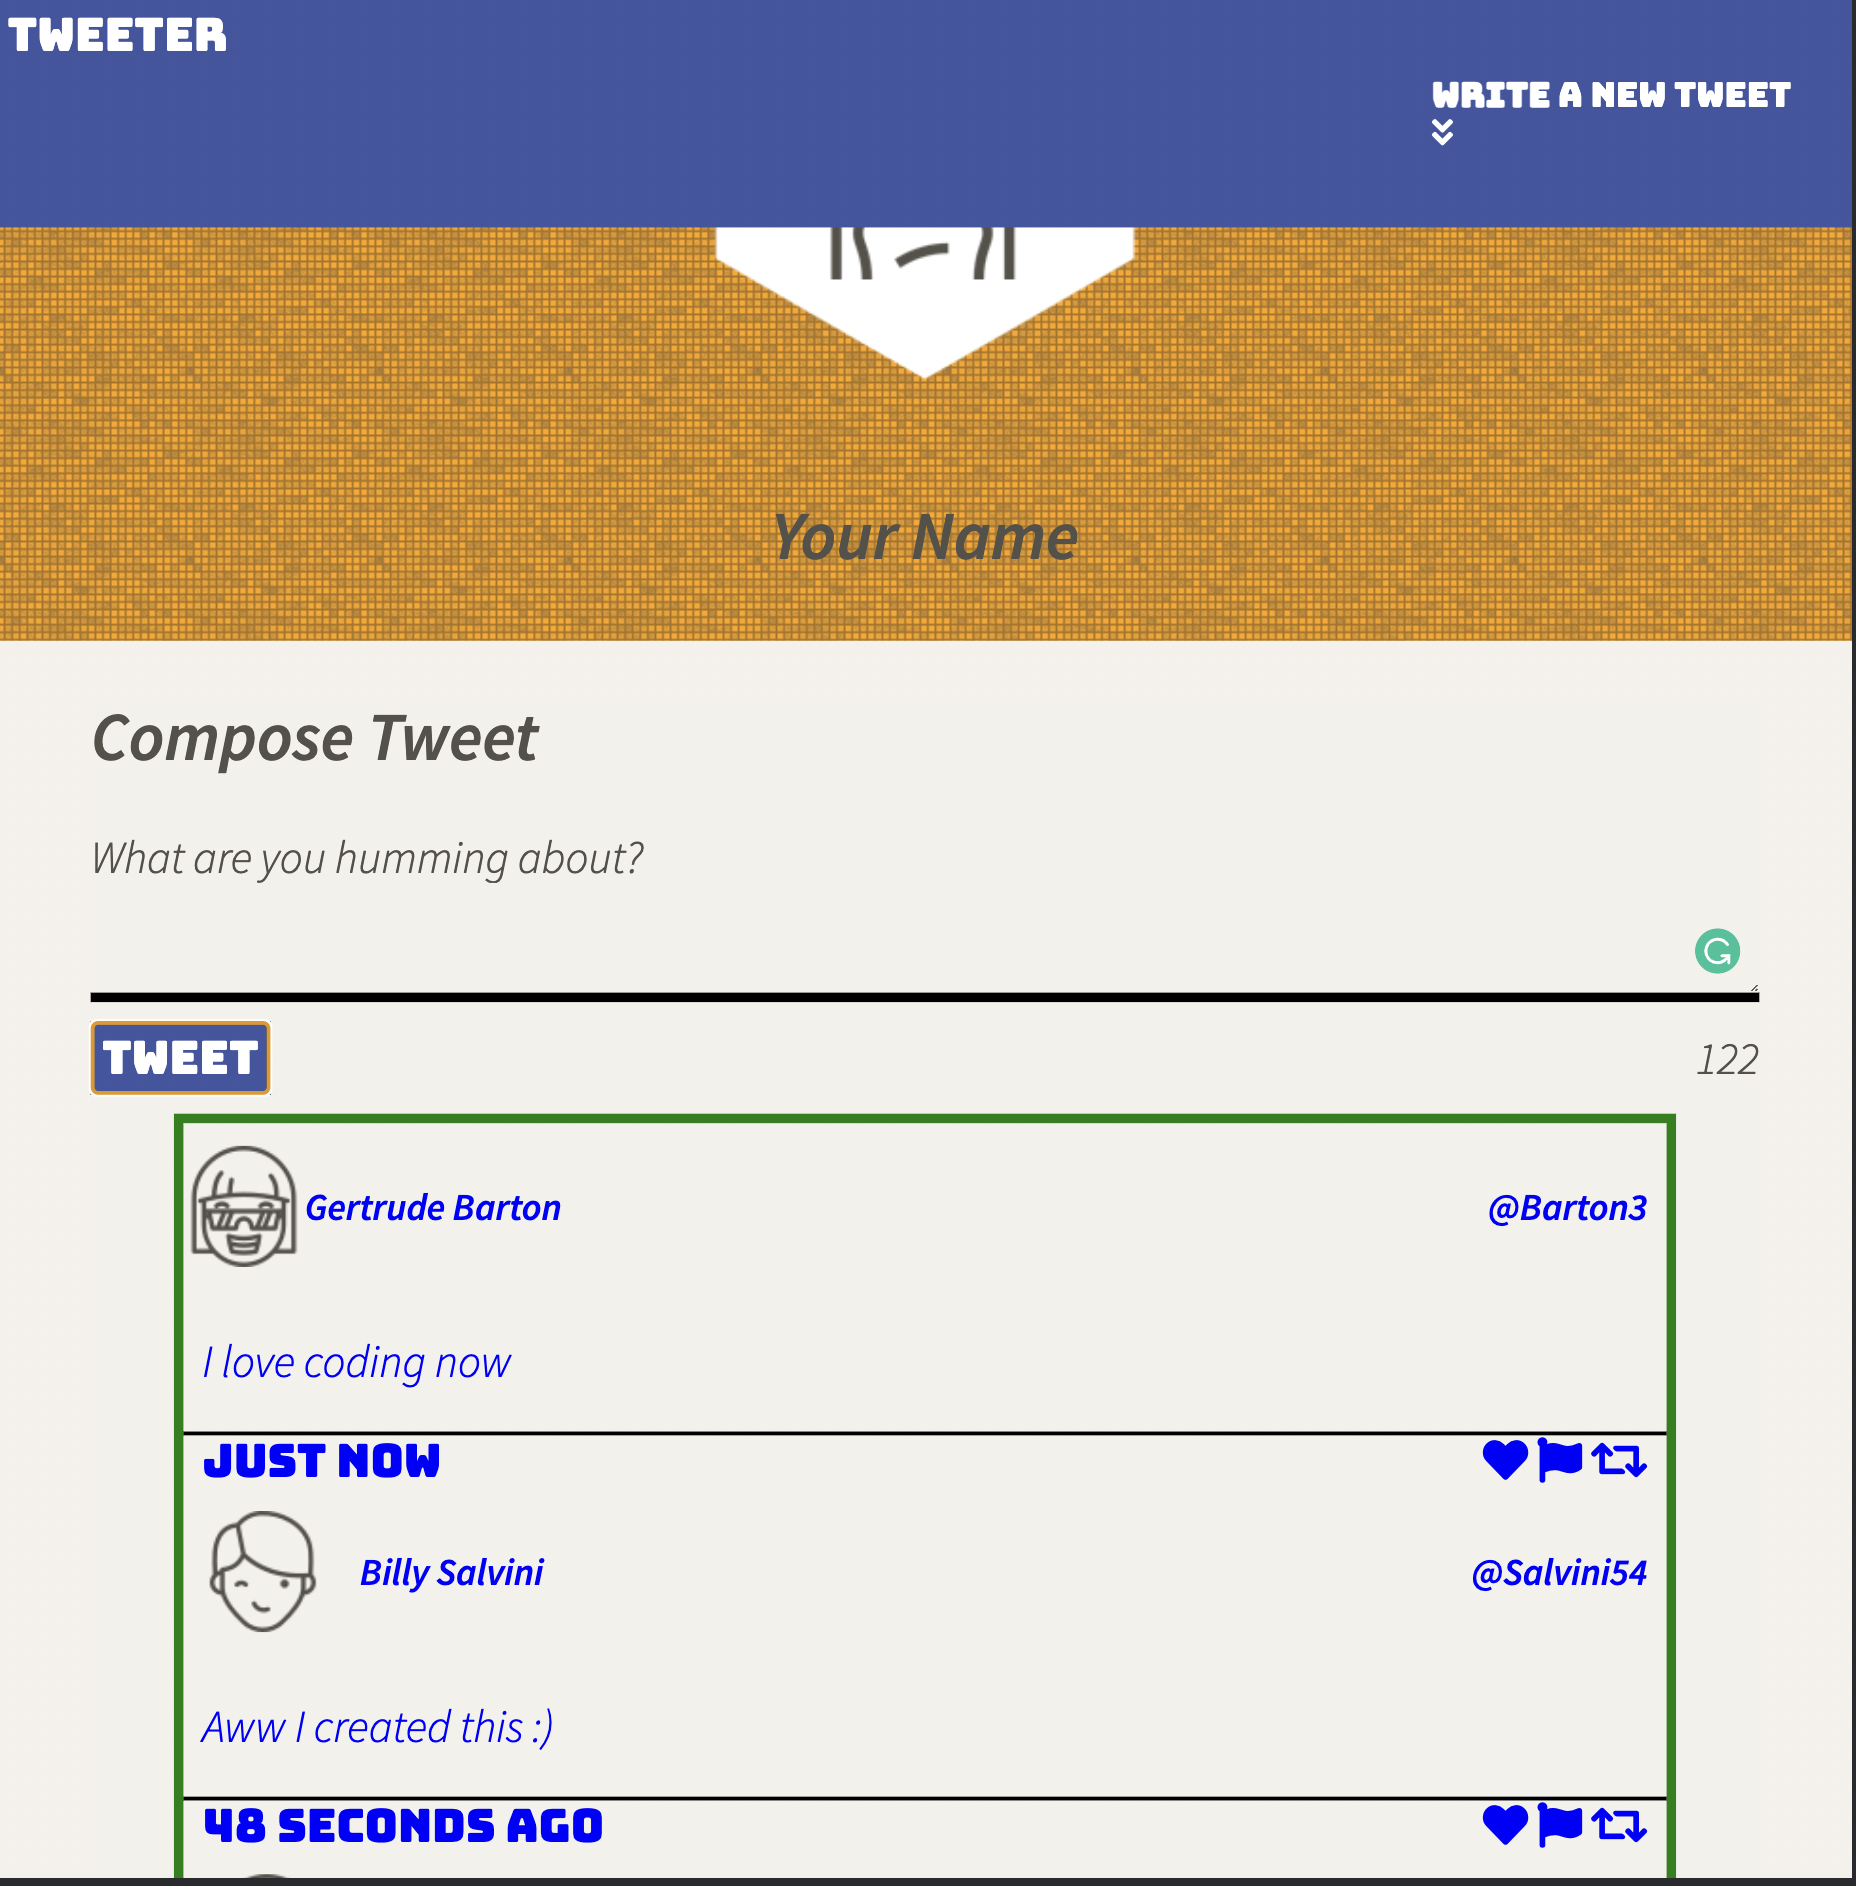 TWEETER
WRITE A NEW TWEET
Your Name
Compose Tweet
What are you humming about?
TWEET
122
Gertrude Barton @Barton3
I love coding now
JUST NOW
Billy Salvini @Salvini54
Aww I created this :)
48 SECONDS AGO